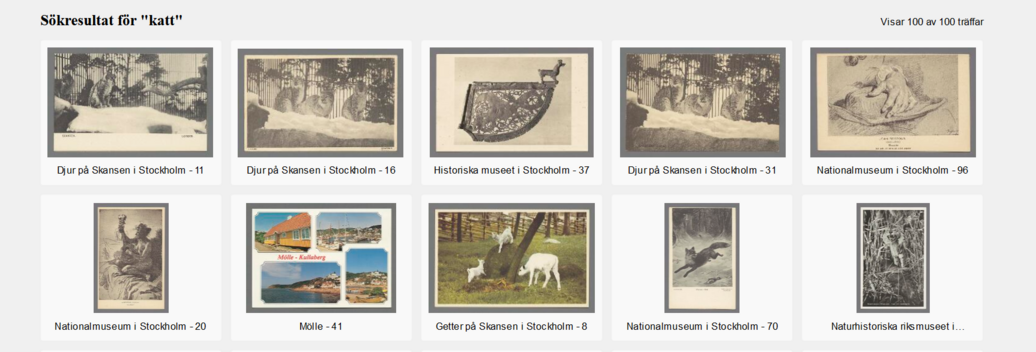 Sökresultat för "katt"
Visar 100 av 100 träffar
Djur på Skansen i Stockholm - 11
Djur på Skansen i Stockholm - 16
Historiska museet i Stockholm - 37
Djur på Skansen i Stockholm - 31
Nationalmuseum i Stockholm - 96
Mölle - Kullaberg
Nationalmuseum i Stockholm - 20
Mölle - 41
Getter på Skansen i Stockholm - 8
Nationalmuseum i Stockholm - 70
Naturhistoriska riksmuseet i…